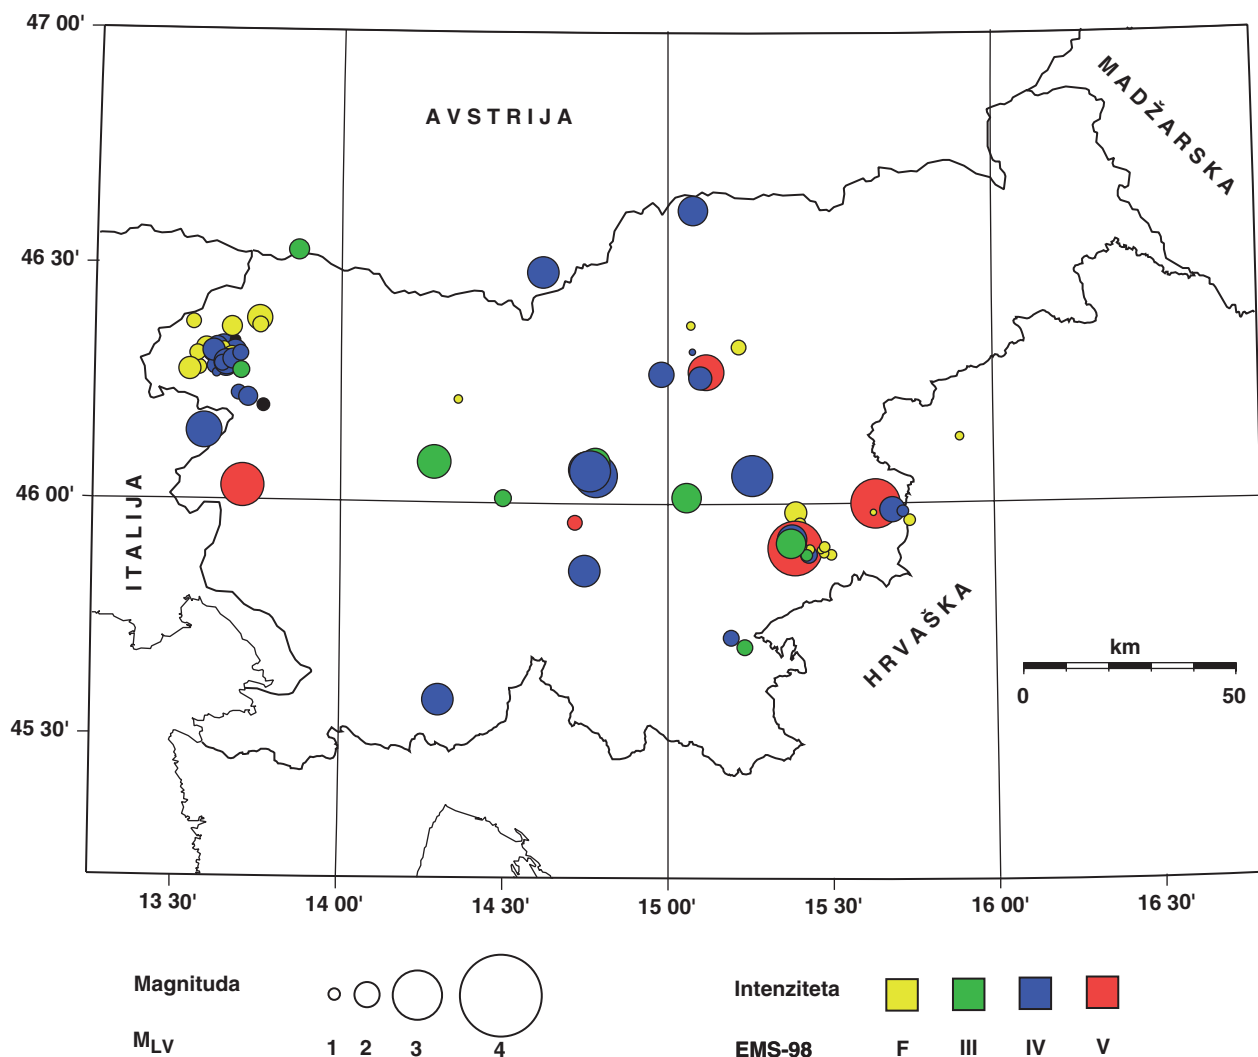 47 00'
AVSTRIJA
MADŽARSKA
46 30'
46 00'
ITALIJA
HRVAŠKA
km
0 50
45 30'
13 30' 14 00' 14 30' 15 00' 15 30' 16 00' 16 30'
Magnituda
Intenziteta
MLV 1 2 3 4
EMS-98 F III IV V